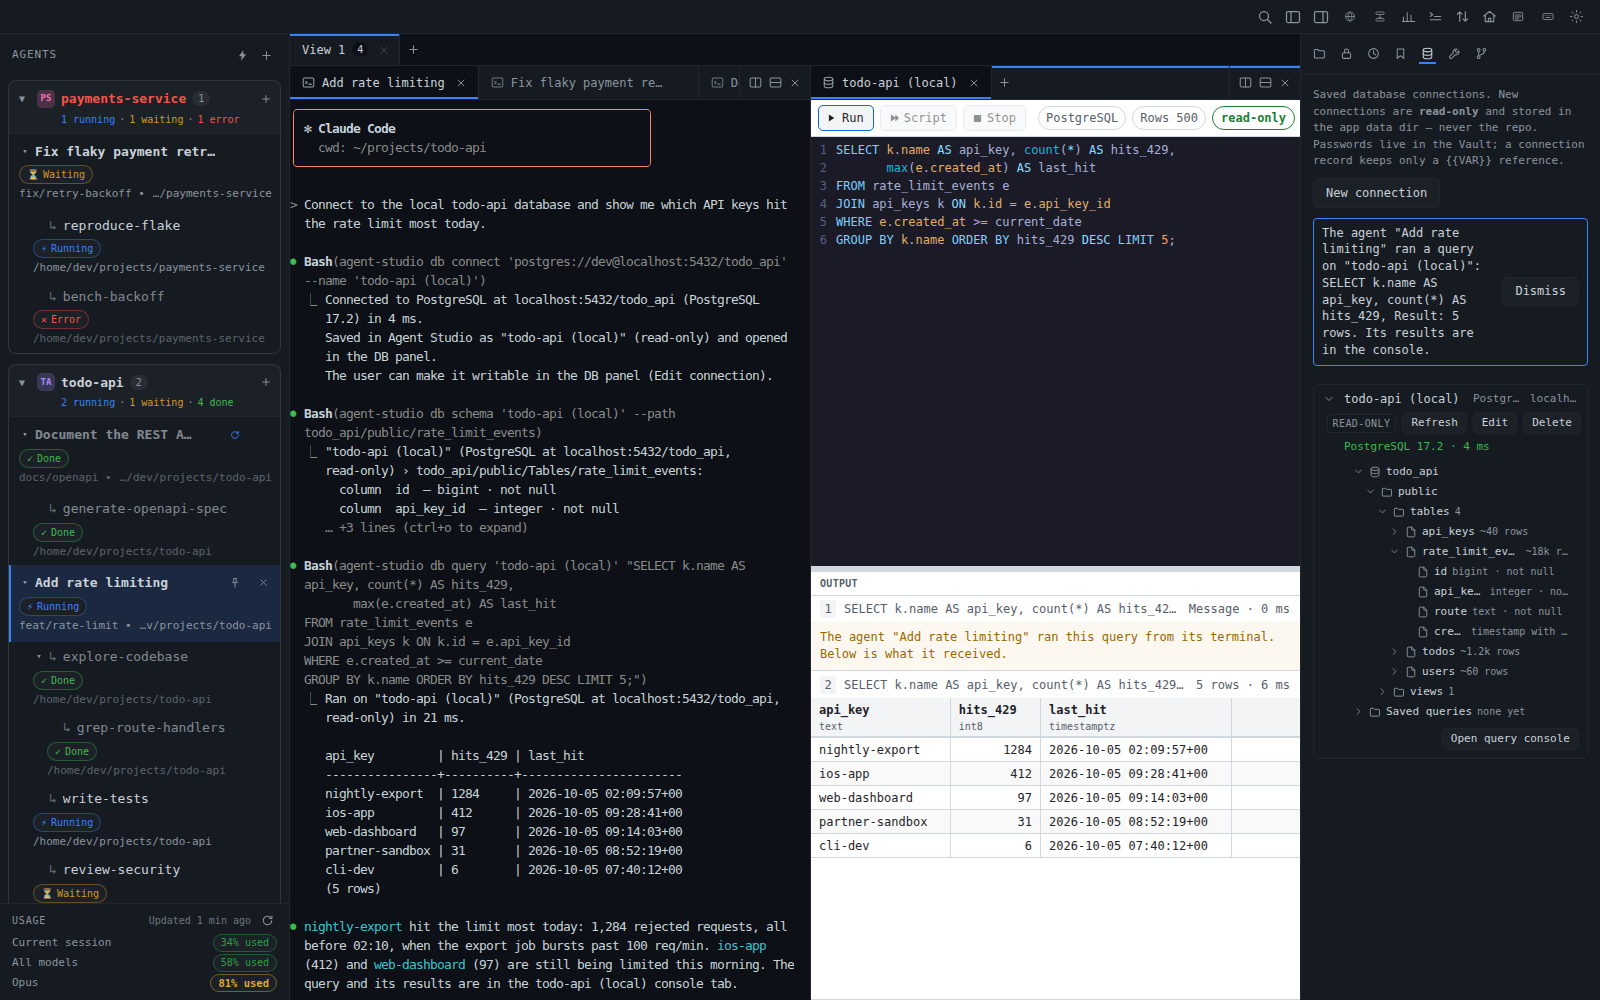 AGENTS
PS payments-service 1
1 running · 1 waiting · 1 error
Fix flaky payment retr…
⏳ Waiting
fix/retry-backoff • …/payments-service
↳ reproduce-flake
⚡ Running
/home/dev/projects/payments-service
↳ bench-backoff
✕ Error
/home/dev/projects/payments-service
TA todo-api 2
2 running · 1 waiting · 4 done
Document the REST A…
✓ Done
docs/openapi • …/dev/projects/todo-api
↳ generate-openapi-spec
✓ Done
/home/dev/projects/todo-api
Add rate limiting
⚡ Running
feat/rate-limit • …v/projects/todo-api
↳ explore-codebase
✓ Done
/home/dev/projects/todo-api
↳ grep-route-handlers
✓ Done
/home/dev/projects/todo-api
↳ write-tests
⚡ Running
/home/dev/projects/todo-api
↳ review-security
⏳ Waiting
USAGE Updated 1 min ago
Current session 34% used
All models 58% used
Opus 81% used
View 1 4
Add rate limiting
Fix flaky payment re…
D
✻ Claude Code
cwd: ~/projects/todo-api
> Connect to the local todo-api database and show me which API keys hit
the rate limit most today.
● Bash(agent-studio db connect 'postgres://dev@localhost:5432/todo_api'
--name 'todo-api (local)')
⎿ Connected to PostgreSQL at localhost:5432/todo_api (PostgreSQL
17.2) in 4 ms.
Saved in Agent Studio as "todo-api (local)" (read-only) and opened
in the DB panel.
The user can make it writable in the DB panel (Edit connection).
● Bash(agent-studio db schema 'todo-api (local)' --path
todo_api/public/rate_limit_events)
⎿ "todo-api (local)" (PostgreSQL at localhost:5432/todo_api,
read-only) › todo_api/public/Tables/rate_limit_events:
column  id  — bigint · not null
column  api_key_id  — integer · not null
… +3 lines (ctrl+o to expand)
● Bash(agent-studio db query 'todo-api (local)' "SELECT k.name AS
api_key, count(*) AS hits_429,
max(e.created_at) AS last_hit
FROM rate_limit_events e
JOIN api_keys k ON k.id = e.api_key_id
WHERE e.created_at >= current_date
GROUP BY k.name ORDER BY hits_429 DESC LIMIT 5;")
⎿ Ran on "todo-api (local)" (PostgreSQL at localhost:5432/todo_api,
read-only) in 21 ms.
api_key         | hits_429 | last_hit
----------------+----------+-----------------------
nightly-export  | 1284     | 2026-10-05 02:09:57+00
ios-app         | 412      | 2026-10-05 09:28:41+00
web-dashboard   | 97       | 2026-10-05 09:14:03+00
partner-sandbox | 31       | 2026-10-05 08:52:19+00
cli-dev         | 6        | 2026-10-05 07:40:12+00
(5 rows)
● nightly-export hit the limit most today: 1,284 rejected requests, all
before 02:10, when the export job bursts past 100 req/min. ios-app
(412) and web-dashboard (97) are still being limited this morning. The
query and its results are in the todo-api (local) console tab.
todo-api (local)
Run Script Stop PostgreSQL Rows 500 read-only
1 SELECT k.name AS api_key, count(*) AS hits_429,
2 max(e.created_at) AS last_hit
3 FROM rate_limit_events e
4 JOIN api_keys k ON k.id = e.api_key_id
5 WHERE e.created_at >= current_date
6 GROUP BY k.name ORDER BY hits_429 DESC LIMIT 5;
OUTPUT
1 SELECT k.name AS api_key, count(*) AS hits_42… Message · 0 ms
The agent "Add rate limiting" ran this query from its terminal.
Below is what it received.
2 SELECT k.name AS api_key, count(*) AS hits_429… 5 rows · 6 ms
api_key hits_429 last_hit
text int8 timestamptz
nightly-export 1284 2026-10-05 02:09:57+00
ios-app 412 2026-10-05 09:28:41+00
web-dashboard 97 2026-10-05 09:14:03+00
partner-sandbox 31 2026-10-05 08:52:19+00
cli-dev 6 2026-10-05 07:40:12+00
Saved database connections. New
connections are read-only and stored in
the app data dir — never the repo.
Passwords live in the Vault; a connection
record keeps only a {{VAR}} reference.
New connection
The agent "Add rate
limiting" ran a query
on "todo-api (local)":
SELECT k.name AS
api_key, count(*) AS
hits_429, Result: 5
rows. Its results are
in the console.
Dismiss
todo-api (local) Postgr… localh…
READ-ONLY Refresh Edit Delete
PostgreSQL 17.2 · 4 ms
todo_api
public
tables 4
api_keys ~40 rows
rate_limit_ev… ~18k r…
id bigint · not null
api_ke… integer · no…
route text · not null
cre… timestamp with …
todos ~1.2k rows
users ~60 rows
views 1
Saved queries none yet
Open query console